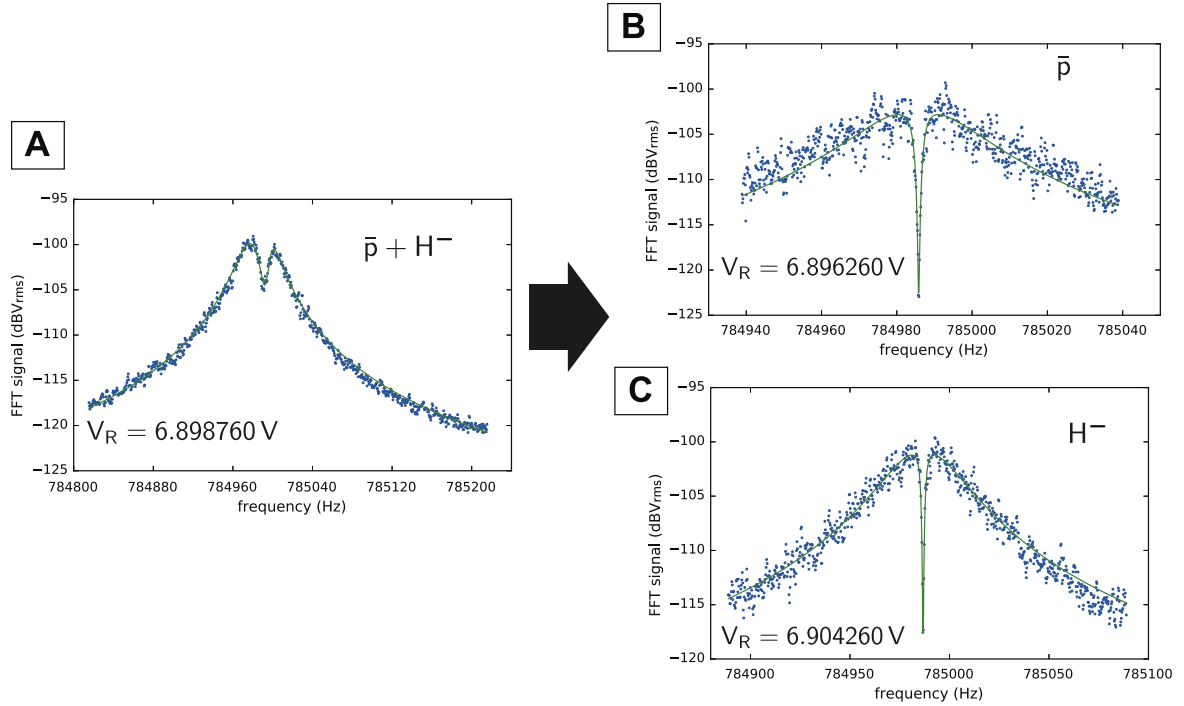 A
−95
−100
−105
−110
−115
−120
−125
FFT signal (dBVrms)
p̄ + H⁻
V_R = 6.898760 V
784800 784880 784960 785040 785120 785200
frequency (Hz)
B
−95
−100
−105
−110
−115
−120
−125
FFT signal (dBVrms)
p̄
V_R = 6.896260 V
784940 784960 784980 785000 785020 785040
frequency (Hz)
C
−95
−100
−105
−110
−115
−120
FFT signal (dBVrms)
H⁻
V_R = 6.904260 V
784900 784950 785000 785050 785100
frequency (Hz)